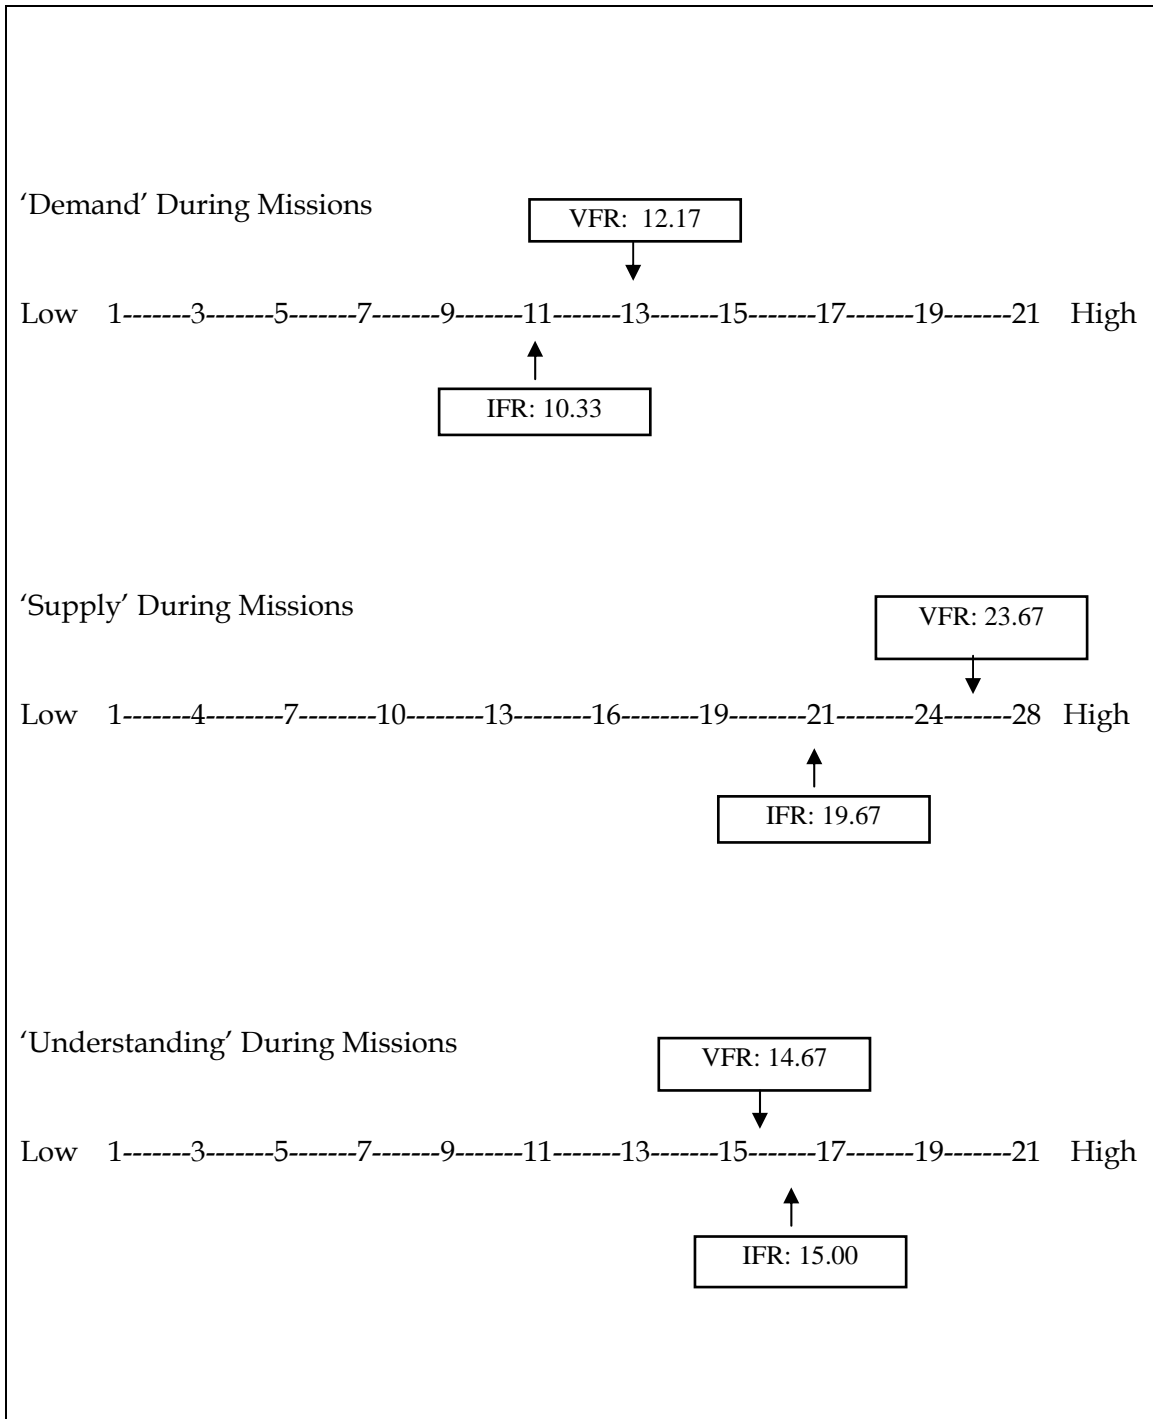 ‘Demand’ During Missions
VFR:  12.17
Low 1-------3-------5-------7-------9-------11-------13-------15-------17-------19-------21 High
IFR: 10.33
‘Supply’ During Missions
VFR: 23.67
Low 1-------4--------7--------10--------13--------16--------19--------21--------24-------28 High
IFR: 19.67
‘Understanding’ During Missions
VFR: 14.67
Low 1-------3-------5-------7-------9-------11-------13-------15-------17-------19-------21 High
IFR: 15.00